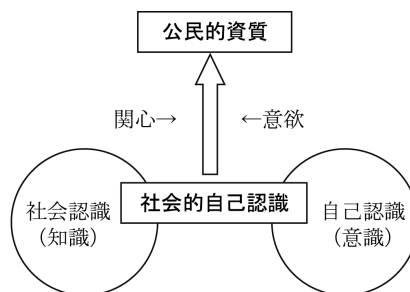 公民的資質
関心→
←意欲
社会認識
（知識）
社会的自己認識
自己認識
（意識）